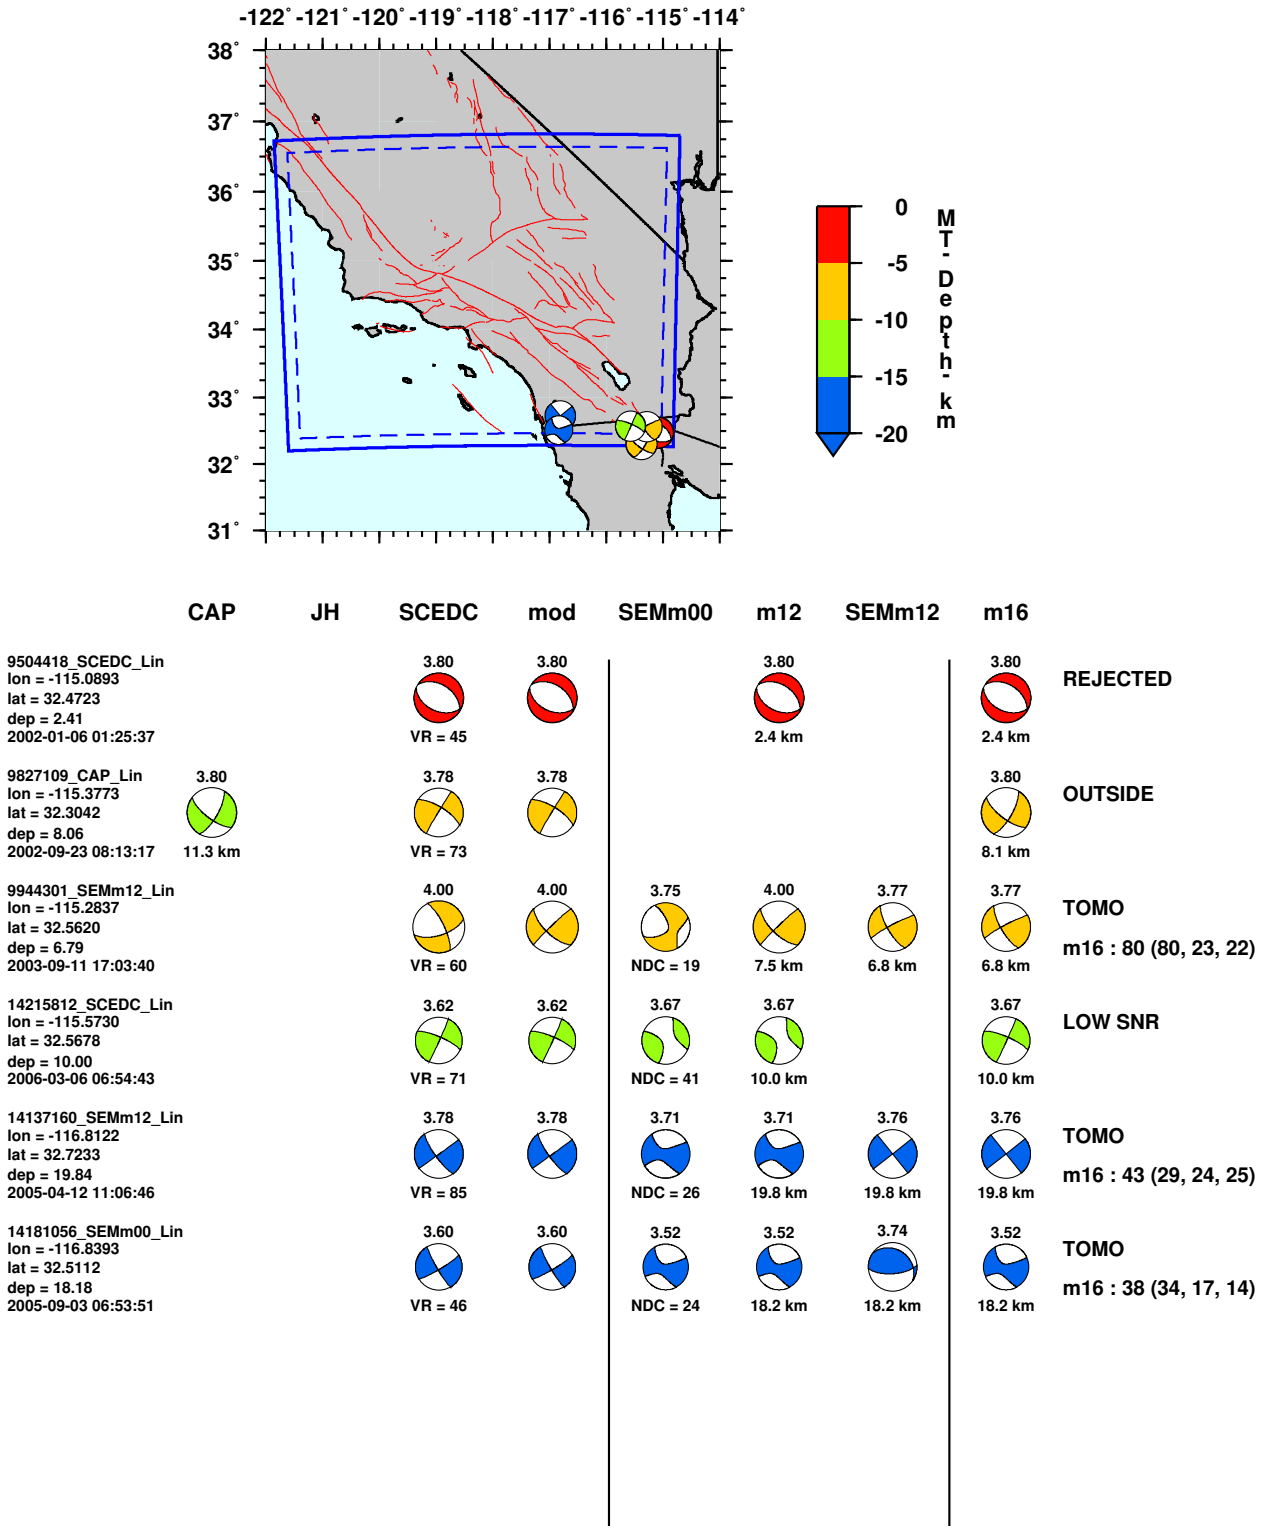 -122° -121° -120° -119° -118° -117° -116° -115° -114°
38°
37°
36°
35°
34°
33°
32°
31°
0
-5
-10
-15
-20
MT-Depth-km
CAP JH SCEDC mod SEMm00 m12 SEMm12 m16
9504418_SCEDC_Lin
lon = -115.0893
lat = 32.4723
dep = 2.41
2002-01-06 01:25:37
3.80 3.80 3.80 3.80
VR = 45 2.4 km 2.4 km
REJECTED
9827109_CAP_Lin
lon = -115.3773
lat = 32.3042
dep = 8.06
2002-09-23 08:13:17
3.80 3.78 3.78 3.80
11.3 km VR = 73 8.1 km
OUTSIDE
9944301_SEMm12_Lin
lon = -115.2837
lat = 32.5620
dep = 6.79
2003-09-11 17:03:40
4.00 4.00 3.75 4.00 3.77 3.77
VR = 60 NDC = 19 7.5 km 6.8 km 6.8 km
TOMO
m16 : 80 (80, 23, 22)
14215812_SCEDC_Lin
lon = -115.5730
lat = 32.5678
dep = 10.00
2006-03-06 06:54:43
3.62 3.62 3.67 3.67 3.67
VR = 71 NDC = 41 10.0 km 10.0 km
LOW SNR
14137160_SEMm12_Lin
lon = -116.8122
lat = 32.7233
dep = 19.84
2005-04-12 11:06:46
3.78 3.78 3.71 3.71 3.76 3.76
VR = 85 NDC = 26 19.8 km 19.8 km 19.8 km
TOMO
m16 : 43 (29, 24, 25)
14181056_SEMm00_Lin
lon = -116.8393
lat = 32.5112
dep = 18.18
2005-09-03 06:53:51
3.60 3.60 3.52 3.52 3.74 3.52
VR = 46 NDC = 24 18.2 km 18.2 km 18.2 km
TOMO
m16 : 38 (34, 17, 14)